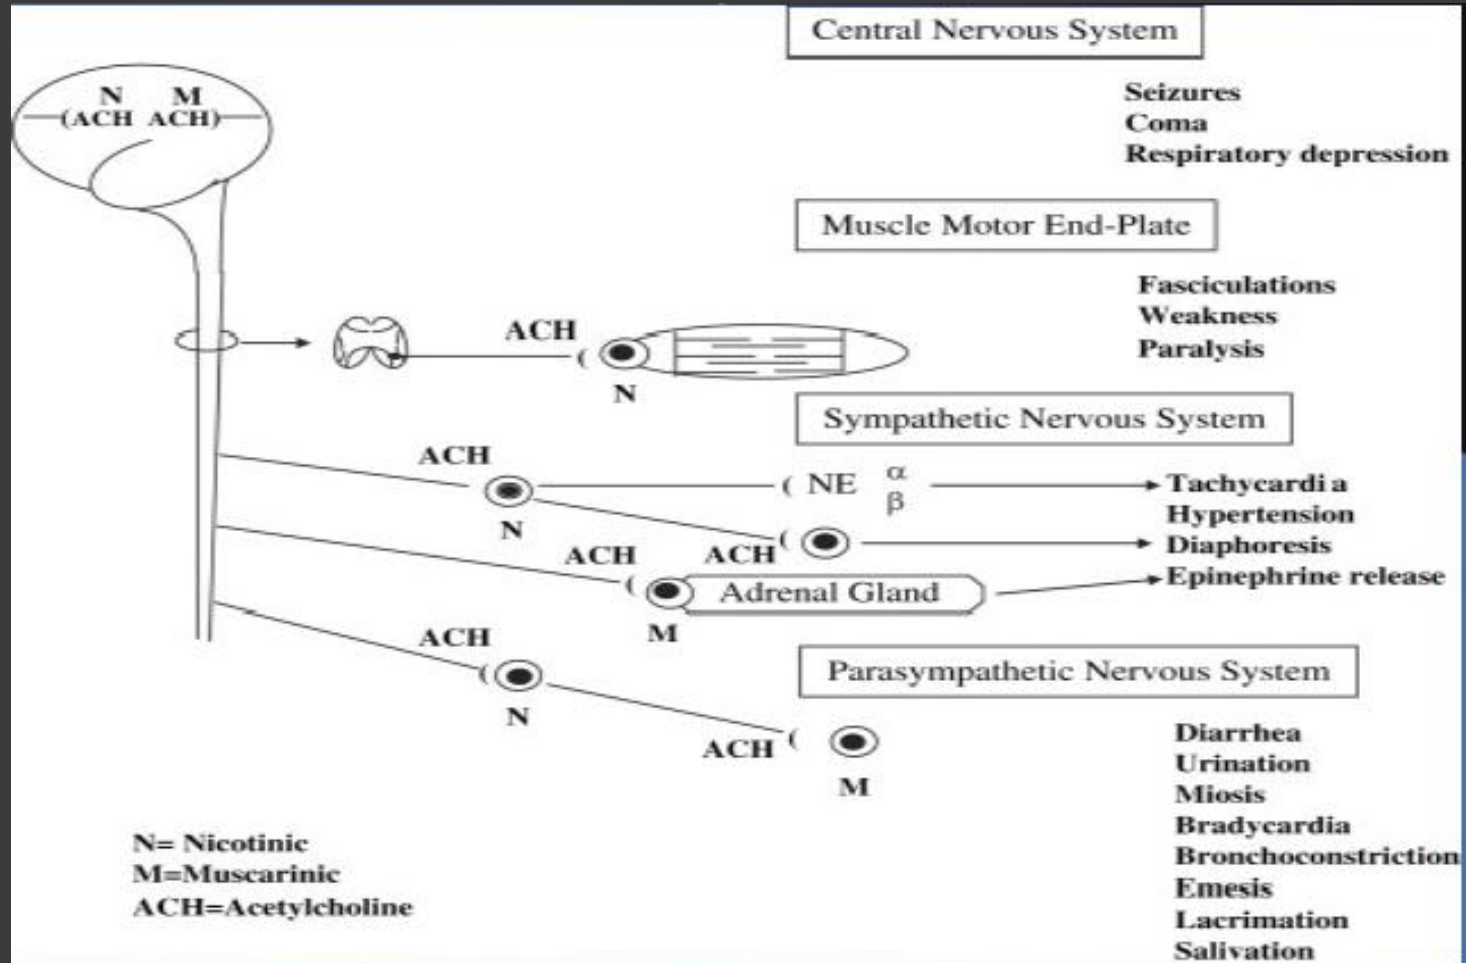 Central Nervous System
N M
(ACH ACH)
Seizures
Coma
Respiratory depression
Muscle Motor End-Plate
Fasciculations
Weakness
Paralysis
ACH
N
Sympathetic Nervous System
ACH
N
NE α
β
Tachycardi a
Hypertension
Diaphoresis
Epinephrine release
ACH ACH
Adrenal Gland
M
ACH
N
Parasympathetic Nervous System
ACH
M
Diarrhea
Urination
Miosis
Bradycardia
Bronchoconstriction
Emesis
Lacrimation
Salivation
N= Nicotinic
M=Muscarinic
ACH=Acetylcholine